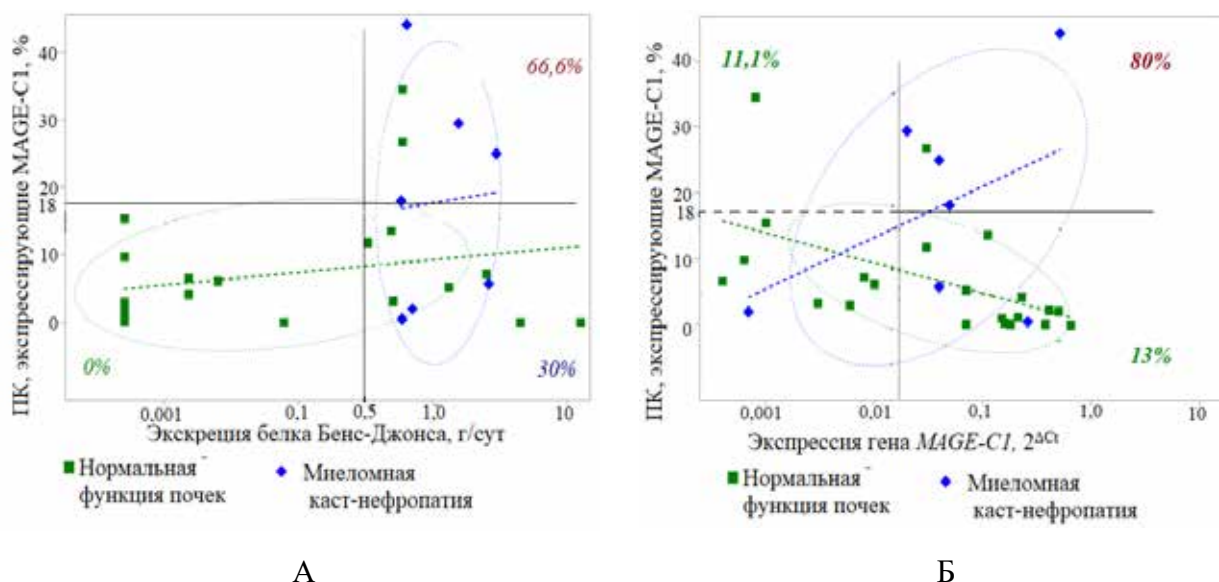 ПК, экспрессирующие MAGE-C1, %
40
30
20
18
10
0
66,6%
0%
30%
0,001
0,1
0,5
1,0
10
Экскреция белка Бенс-Джонса, г/сут
Нормальная
функция почек
Миеломная
каст-нефропатия
А
ПК, экспрессирующие MAGE-C1, %
40
30
20
18
10
0
11,1%
80%
13%
0,001
0,01
0,1
1,0
10
Экспрессия гена MAGE-C1, 2^ΔCt
Нормальная
функция почек
Миеломная
каст-нефропатия
Б